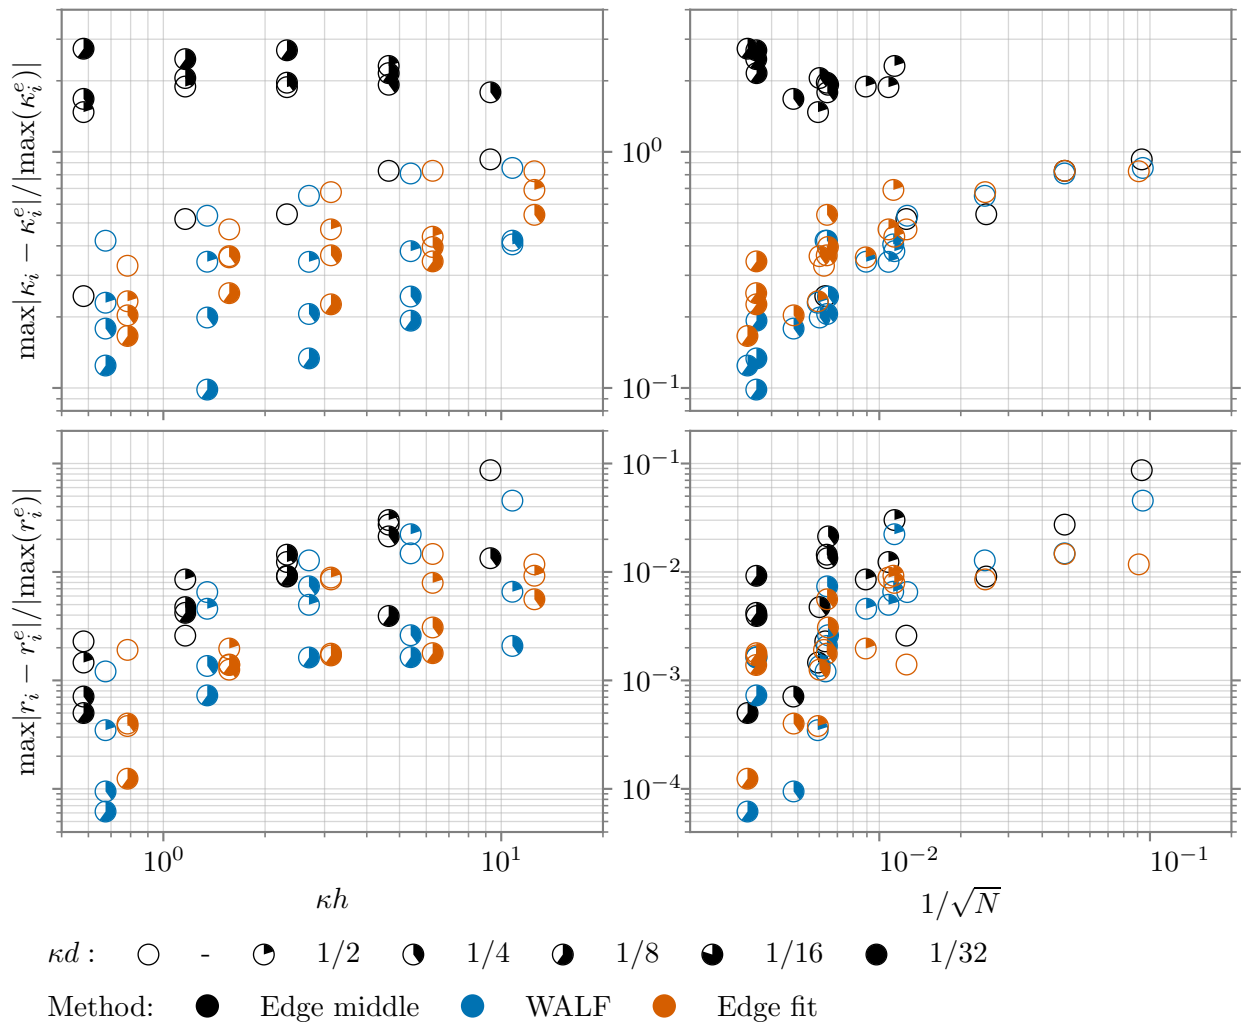 max|κ_i − κ_i^e|/|max(κ_i^e)|
10^0
10^−1
max|r_i − r_i^e|/|max(r_i^e)|
10^−1
10^−2
10^−3
10^−4
10^0 10^1 10^−2 10^−1
κh 1/√N
κd : - 1/2 1/4 1/8 1/16 1/32
Method: Edge middle WALF Edge fit